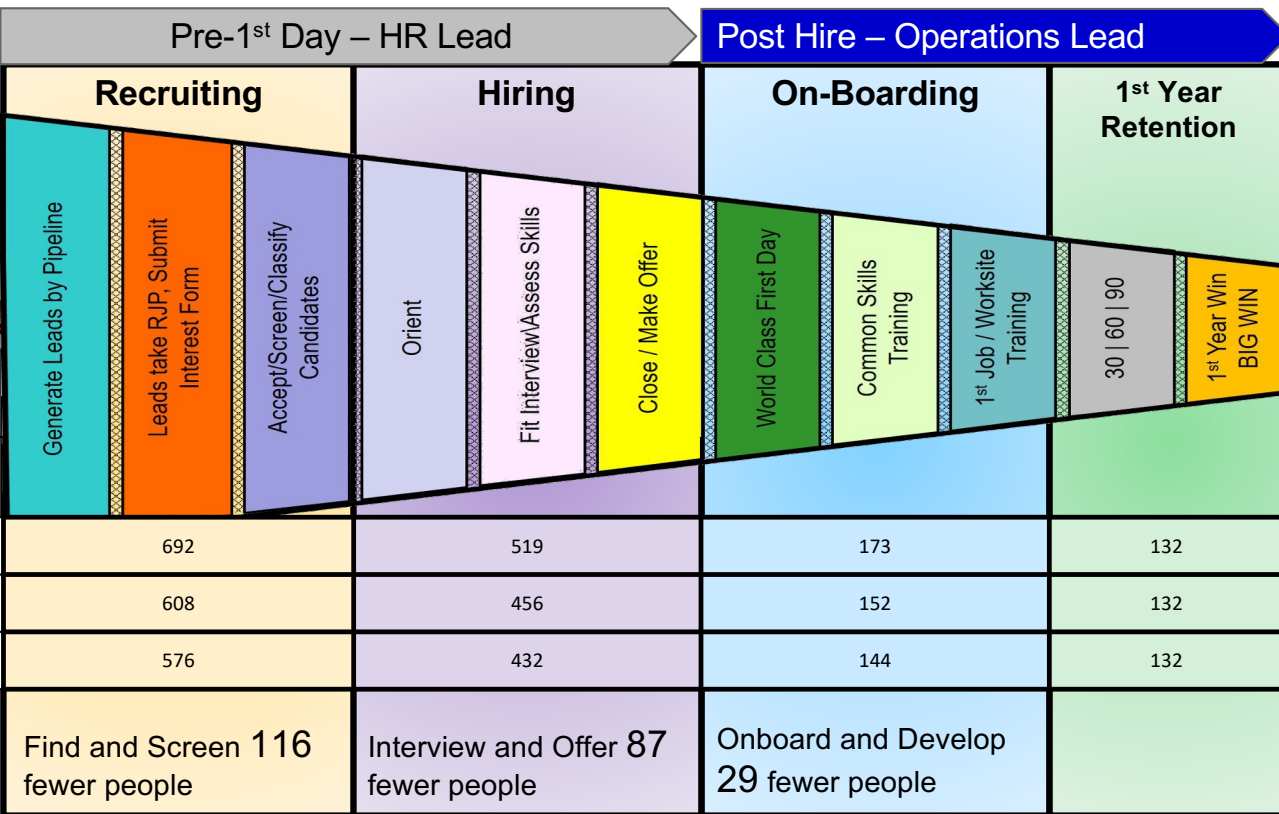 Pre-1st Day – HR Lead
Post Hire – Operations Lead
Recruiting
Hiring
On-Boarding
1st Year
Retention
Generate Leads by Pipeline
Leads take RJP, Submit
Interest Form
Accept/Screen/Classify
Candidates
Orient
Fit Interview\Assess Skills
Close / Make Offer
World Class First Day
Common Skills
Training
1st Job / Worksite
Training
30 | 60 | 90
1st Year Win
BIG WIN
692
519
173
132
608
456
152
132
576
432
144
132
Find and Screen 116
fewer people
Interview and Offer 87
fewer people
Onboard and Develop
29 fewer people